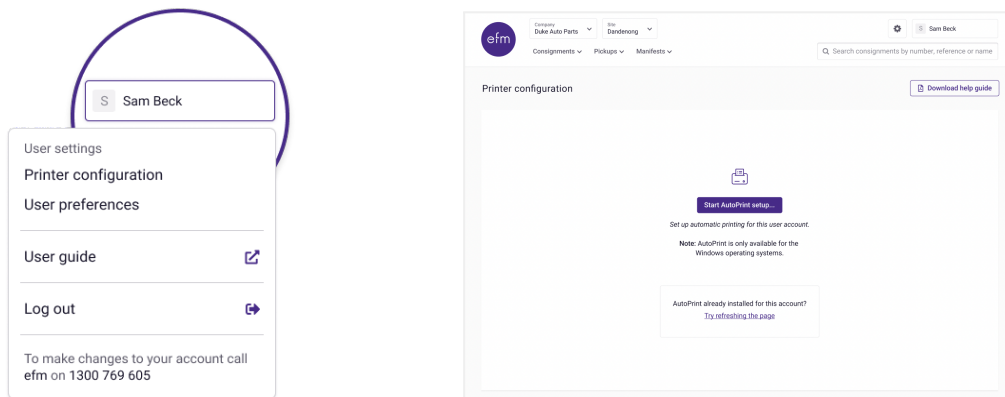 S Sam Beck
User settings
Printer configuration
User preferences
User guide
Log out
To make changes to your account call
efm on 1300 769 605
efm
Company
Duke Auto Parts
Site
Dandenong
Sam Beck
S
Consignments
Pickups
Manifests
Search consignments by number, reference or name
Printer configuration
Download help guide
Start AutoPrint setup...
Set up automatic printing for this user account.
Note: AutoPrint is only available for the
Windows operating systems.
AutoPrint already installed for this account?
Try refreshing the page